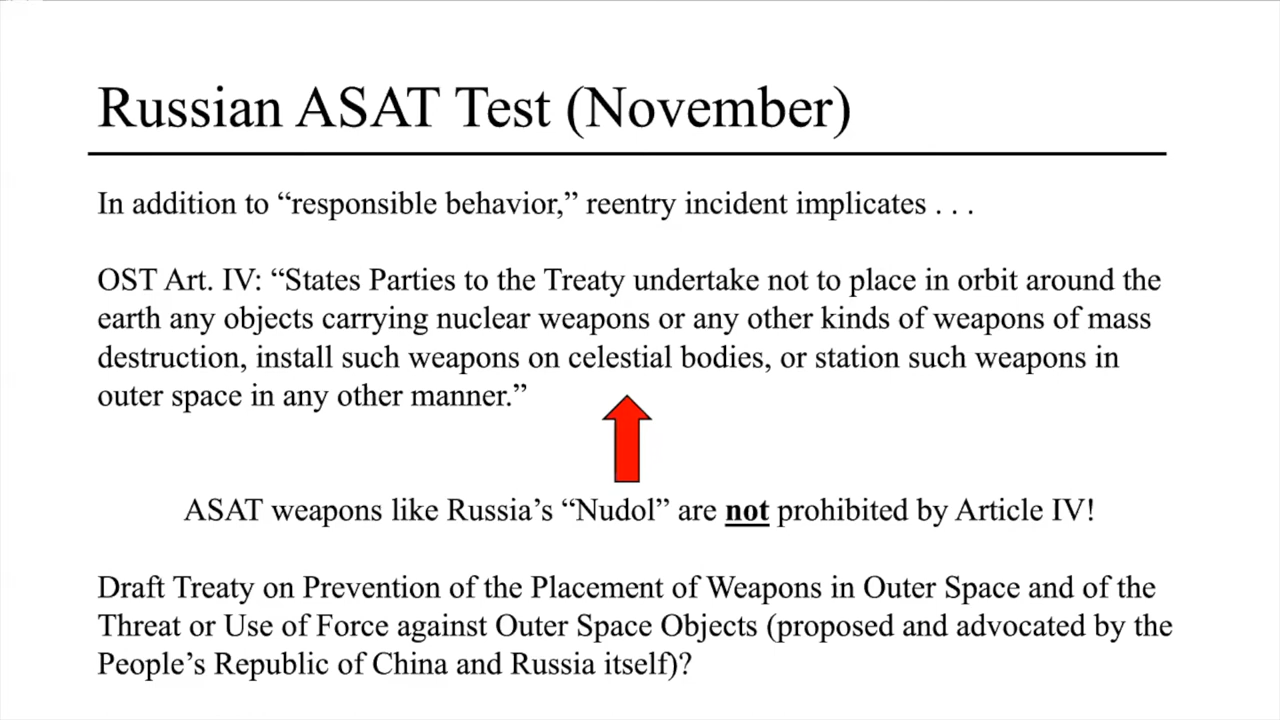 Russian ASAT Test (November)
In addition to “responsible behavior,” reentry incident implicates . . .
OST Art. IV: “States Parties to the Treaty undertake not to place in orbit around the
earth any objects carrying nuclear weapons or any other kinds of weapons of mass
destruction, install such weapons on celestial bodies, or station such weapons in
outer space in any other manner.”
ASAT weapons like Russia’s “Nudol” are not prohibited by Article IV!
Draft Treaty on Prevention of the Placement of Weapons in Outer Space and of the
Threat or Use of Force against Outer Space Objects (proposed and advocated by the
People’s Republic of China and Russia itself)?